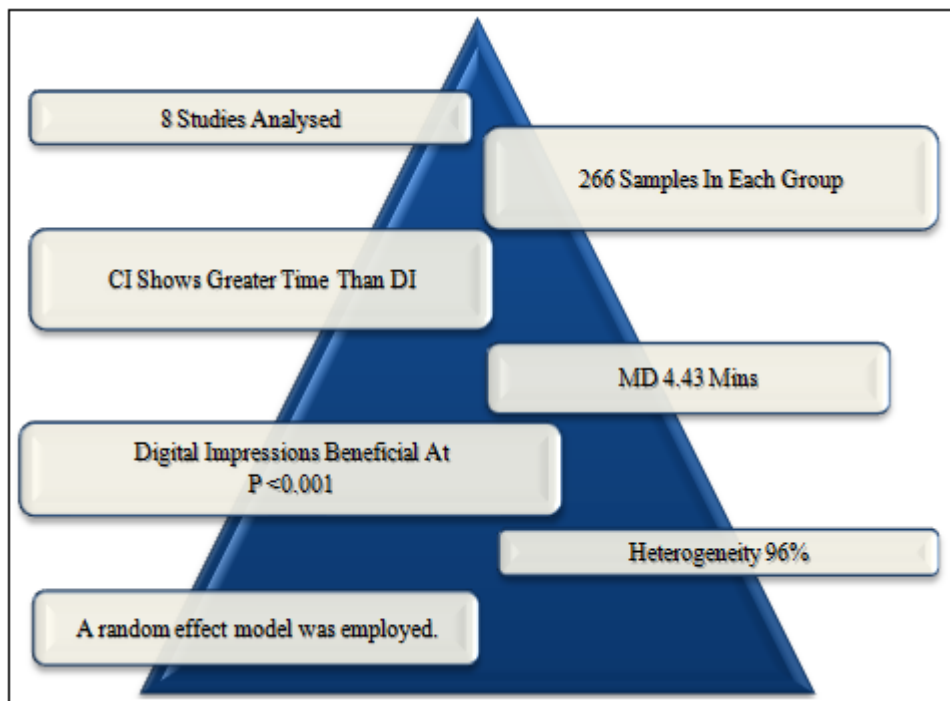 8 Studies Analysed
266 Samples In Each Group
CI Shows Greater Time Than DI
MD 4.43 Mins
Digital Impressions Beneficial At
P <0.001
Heterogeneity 96%
A random effect model was employed.